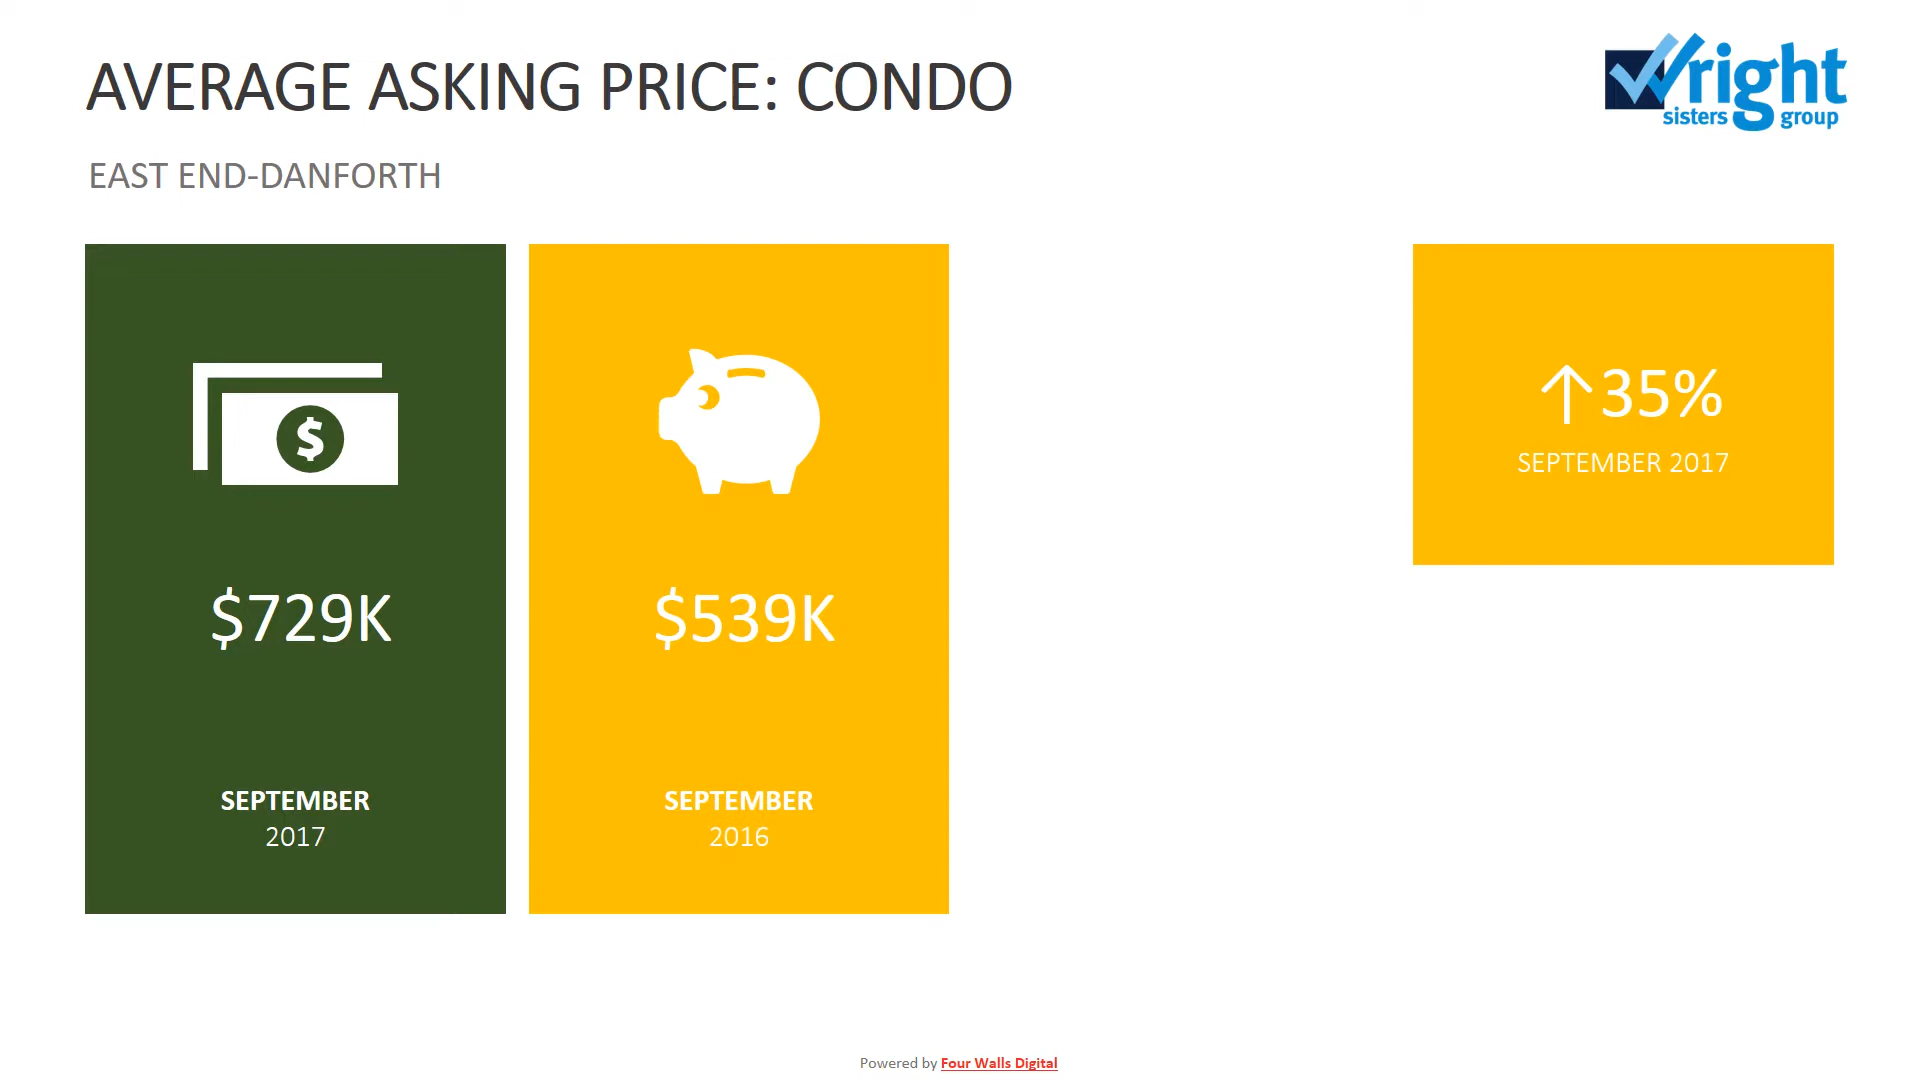 AVERAGE ASKING PRICE: CONDO
Wright
sisters group
EAST END-DANFORTH
$
$729K
SEPTEMBER
2017
$539K
SEPTEMBER
2016
↑35%
SEPTEMBER 2017
Powered by Four Walls Digital